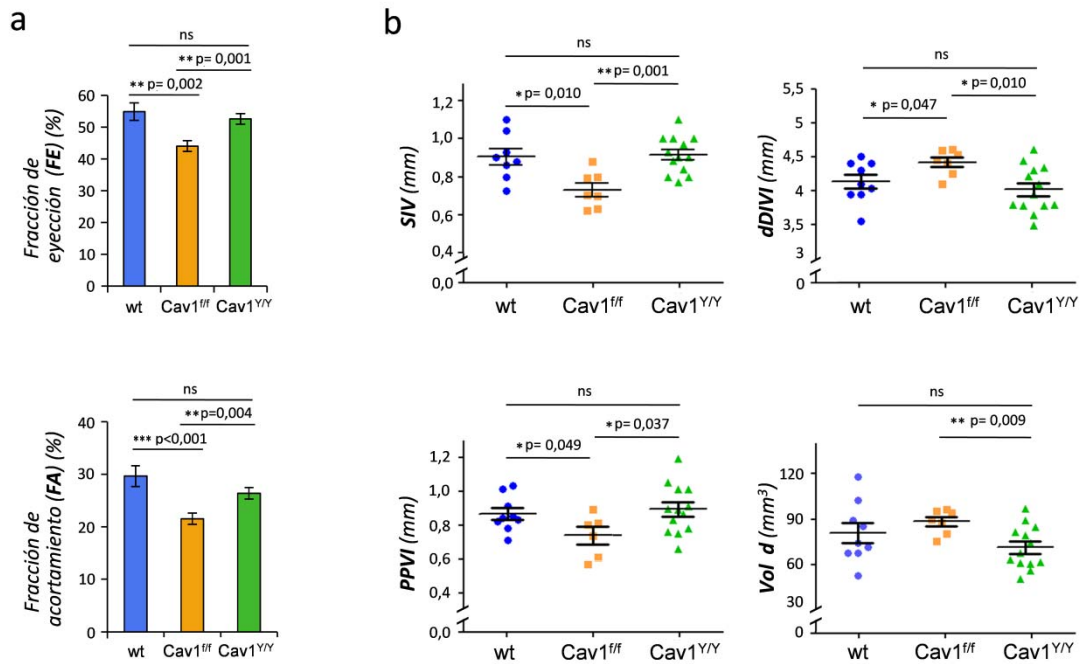 a
Fracción de
eyección (FE) (%)
60
50
40
30
20
10
0
ns
**p= 0,001
**p= 0,002
wt
Cav1f/f
Cav1Y/Y
Fracción de
acortamiento (FA) (%)
40
30
20
10
0
ns
**p=0,004
*** p<0,001
wt
Cav1f/f
Cav1Y/Y
b
SIV (mm)
1,2
1,0
0,8
0,6
0,4
0,0
ns
**p= 0,001
*p= 0,010
wt
Cav1f/f
Cav1Y/Y
dDIVI (mm)
5,5
5
4,5
4
3,5
3
0
ns
* p= 0,010
* p= 0,047
wt
Cav1f/f
Cav1Y/Y
PPVI (mm)
1,2
1,0
0,8
0,6
0,4
0,0
ns
*p= 0,037
*p= 0,049
wt
Cav1f/f
Cav1Y/Y
Vol d (mm³)
120
90
60
30
0
ns
** p= 0,009
wt
Cav1f/f
Cav1Y/Y